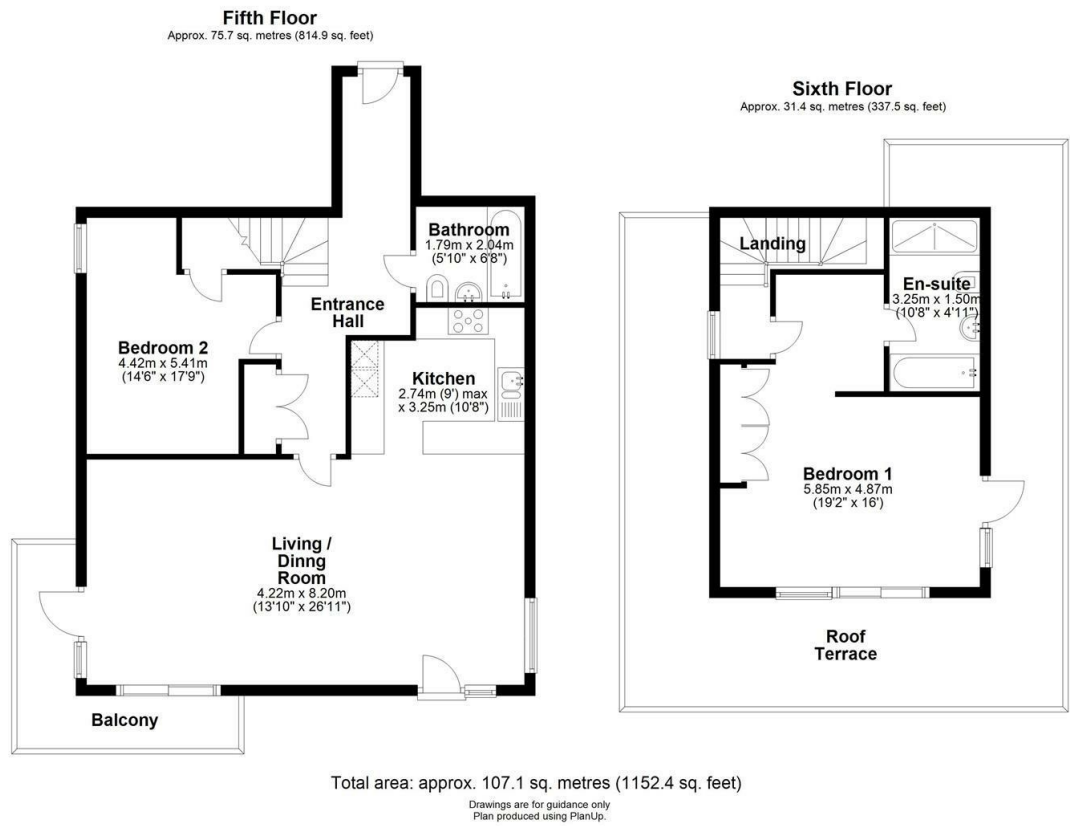 Fifth Floor
Approx. 75.7 sq. metres (814.9 sq. feet)
Sixth Floor
Approx. 31.4 sq. metres (337.5 sq. feet)
Bathroom
1.79m x 2.04m
(5'10" x 6'8")
Entrance
Hall
Bedroom 2
4.42m x 5.41m
(14'6" x 17'9")
Kitchen
2.74m (9') max
x 3.25m (10'8")
Living /
Dinng
Room
4.22m x 8.20m
(13'10" x 26'11")
Balcony
Landing
En-suite
3.25m x 1.50m
(10'8" x 4'11")
Bedroom 1
5.85m x 4.87m
(19'2" x 16')
Roof
Terrace
Total area: approx. 107.1 sq. metres (1152.4 sq. feet)
Drawings are for guidance only
Plan produced using PlanUp.